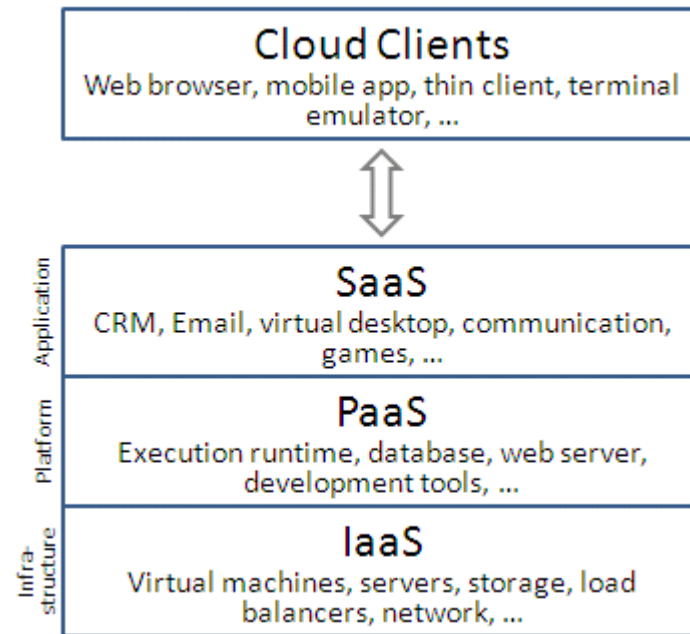 Cloud Clients
Web browser, mobile app, thin client, terminal
emulator, ...
Application
SaaS
CRM, Email, virtual desktop, communication,
games, ...
Platform
PaaS
Execution runtime, database, web server,
development tools, ...
Infra-
structure
IaaS
Virtual machines, servers, storage, load
balancers, network, ...